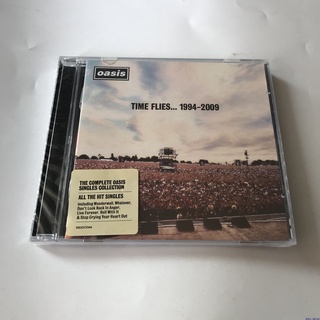 oasis
TIME FLIES... 1994-2009
THE COMPLETE OASIS
SINGLES COLLECTION
ALL THE HIT SINGLES
including Wonderwall, Whatever,
Don't Look Back In Anger,
Live Forever, Roll With It
& Stop Crying Your Heart Out